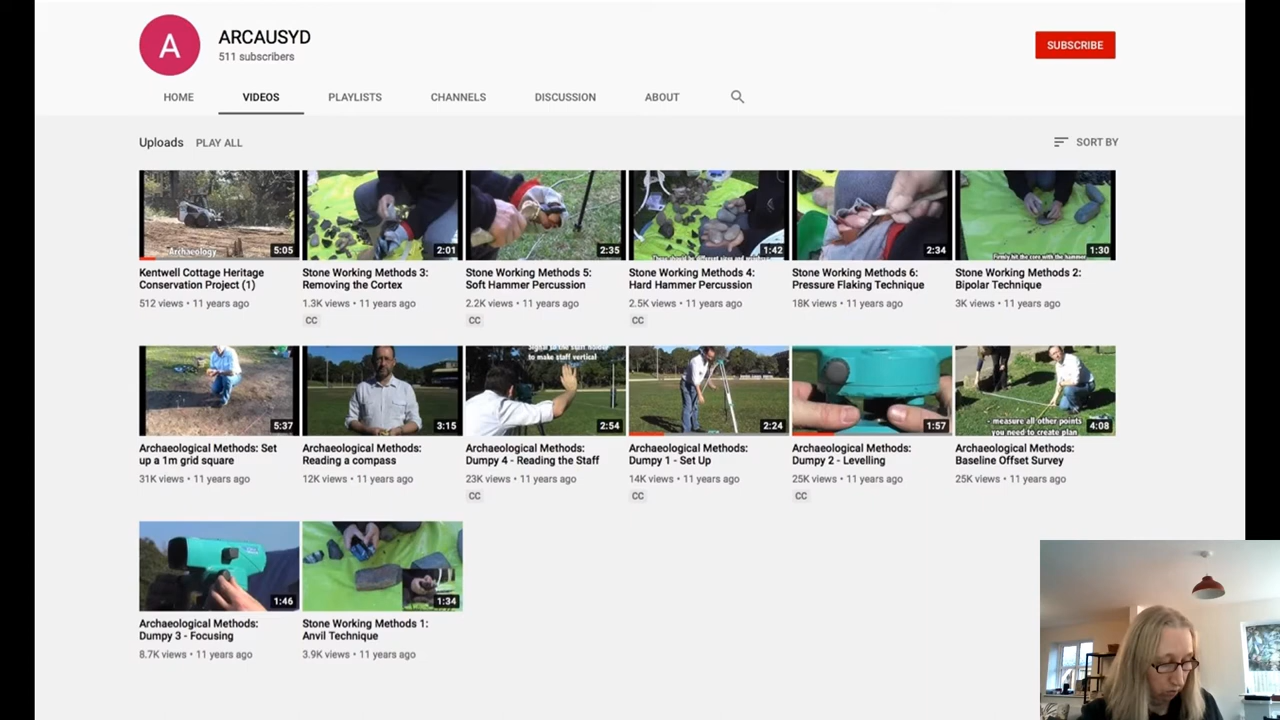 A
ARCAUSYD
511 subscribers
SUBSCRIBE
HOME
VIDEOS
PLAYLISTS
CHANNELS
DISCUSSION
ABOUT
Uploads
PLAY ALL
SORT BY
Archaeology
5:05
2:01
2:35
1:42
2:34
Firmly hit the core with the hammer
1:30
Kentwell Cottage Heritage
Conservation Project (1)
512 views • 11 years ago
Stone Working Methods 3:
Removing the Cortex
1.3K views • 11 years ago
CC
Stone Working Methods 5:
Soft Hammer Percussion
2.2K views • 11 years ago
CC
Stone Working Methods 4:
Hard Hammer Percussion
2.5K views • 11 years ago
CC
Stone Working Methods 6:
Pressure Flaking Technique
18K views • 11 years ago
Stone Working Methods 2:
Bipolar Technique
3K views • 11 years ago
5:37
3:15
to make staff vertical
2:54
2:24
1:57
- measure all other points
you need to create plan
4:08
Archaeological Methods: Set
up a 1m grid square
31K views • 11 years ago
Archaeological Methods:
Reading a compass
12K views • 11 years ago
Archaeological Methods:
Dumpy 4 - Reading the Staff
23K views • 11 years ago
CC
Archaeological Methods:
Dumpy 1 - Set Up
14K views • 11 years ago
CC
Archaeological Methods:
Dumpy 2 - Levelling
25K views • 11 years ago
CC
Archaeological Methods:
Baseline Offset Survey
25K views • 11 years ago
1:46
1:34
Archaeological Methods:
Dumpy 3 - Focusing
8.7K views • 11 years ago
Stone Working Methods 1:
Anvil Technique
3.9K views • 11 years ago